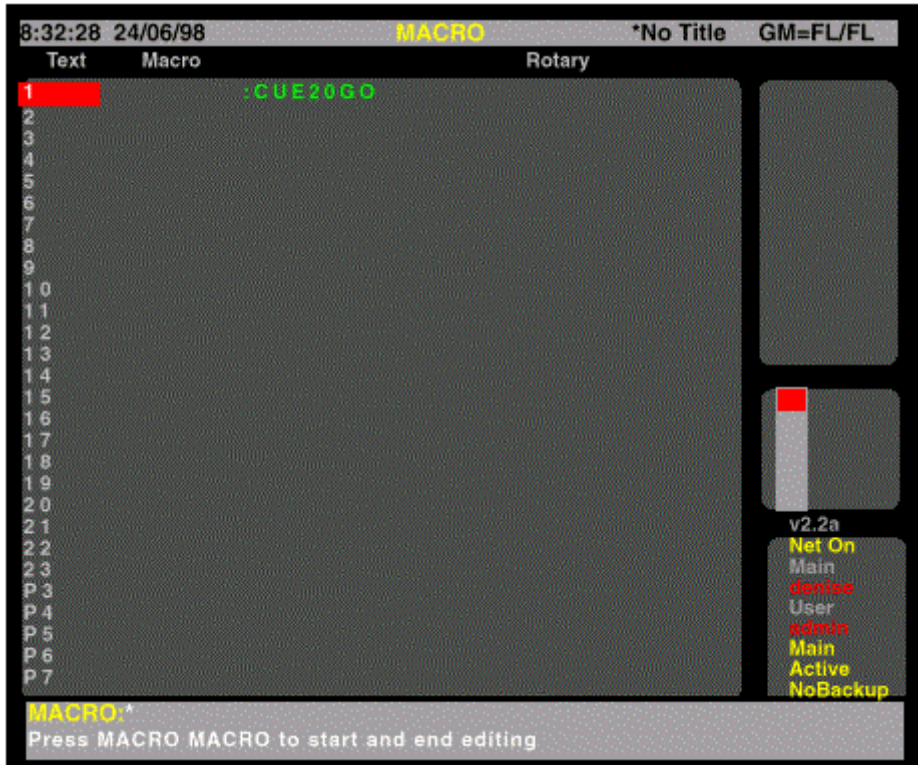 8:32:28 24/06/98 MACRO *No Title GM=FL/FL
Text Macro Rotary
1 :CUE20GO
2
3
4
5
6
7
8
9
10
11
12
13
14
15
16
17
18
19
20
21
22
23
P3
P4
P5
P6
P7
v2.2a
Net On
Main
denise
User
admin
Main
Active
NoBackup
MACRO:*
Press MACRO MACRO to start and end editing